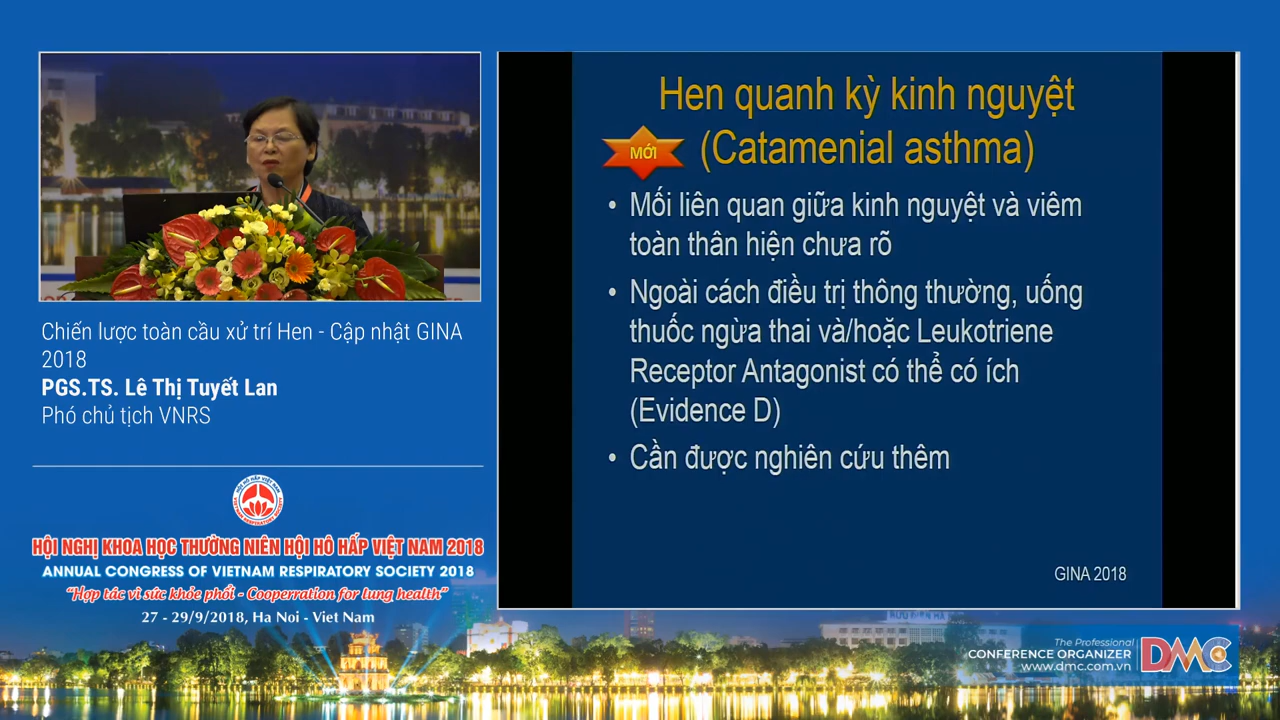 Chiến lược toàn cầu xử trí Hen - Cập nhật GINA
2018
PGS.TS. Lê Thị Tuyết Lan
Phó chủ tịch VNRS
HỘI NGHỊ KHOA HỌC THƯỜNG NIÊN HỘI HÔ HẤP VIỆT NAM 2018
ANNUAL CONGRESS OF VIETNAM RESPIRATORY SOCIETY 2018
"Hợp tác vì sức khỏe phổi - Cooperration for lung health"
27 - 29/9/2018, Ha Noi - Viet Nam
Hen quanh kỳ kinh nguyệt
MỚI (Catamenial asthma)
• Mối liên quan giữa kinh nguyệt và viêm
toàn thân hiện chưa rõ
• Ngoài cách điều trị thông thường, uống
thuốc ngừa thai và/hoặc Leukotriene
Receptor Antagonist có thể có ích
(Evidence D)
• Cần được nghiên cứu thêm
GINA 2018
The Professional
CONFERENCE ORGANIZER
www.dmc.com.vn
DMC